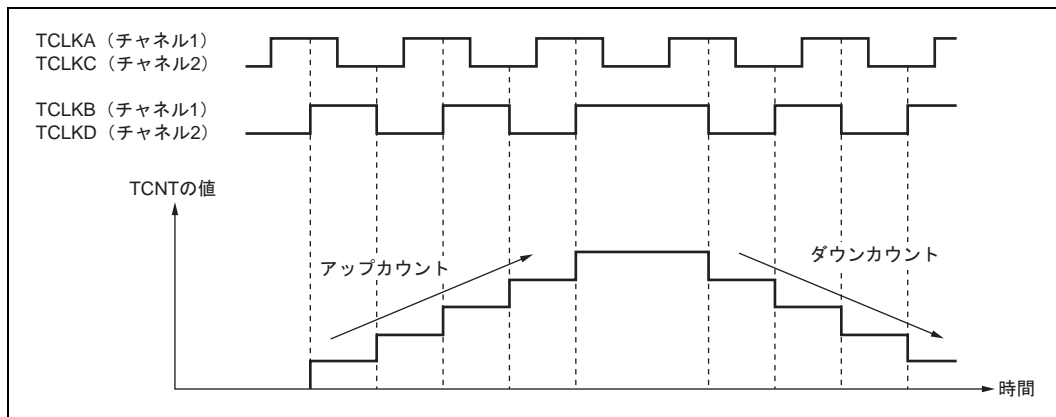 TCLKA（チャネル1）
TCLKC（チャネル2）
TCLKB（チャネル1）
TCLKD（チャネル2）
TCNTの値
アップカウント
ダウンカウント
時間